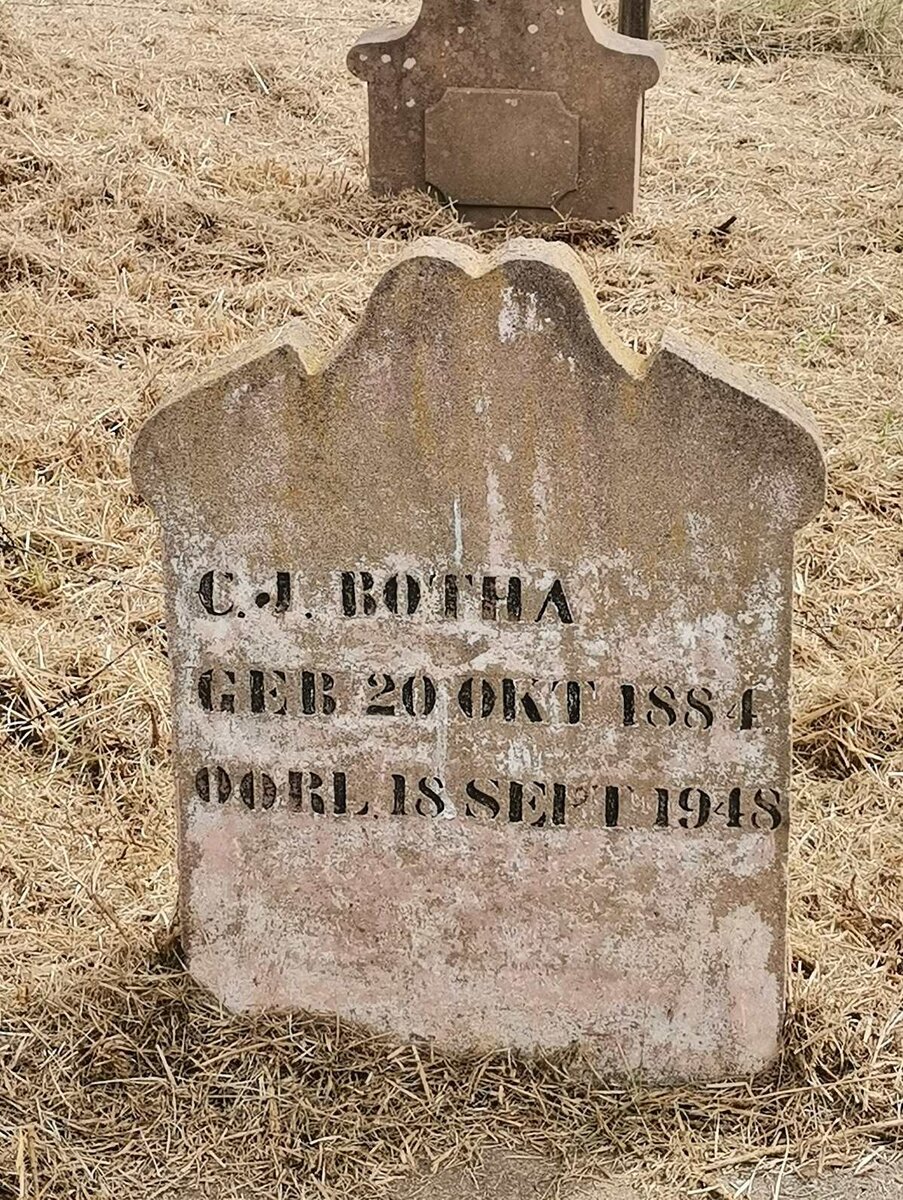 C.J. BOTHA
GEB 20 OKT 1884
OORL.18 SEPT 1948